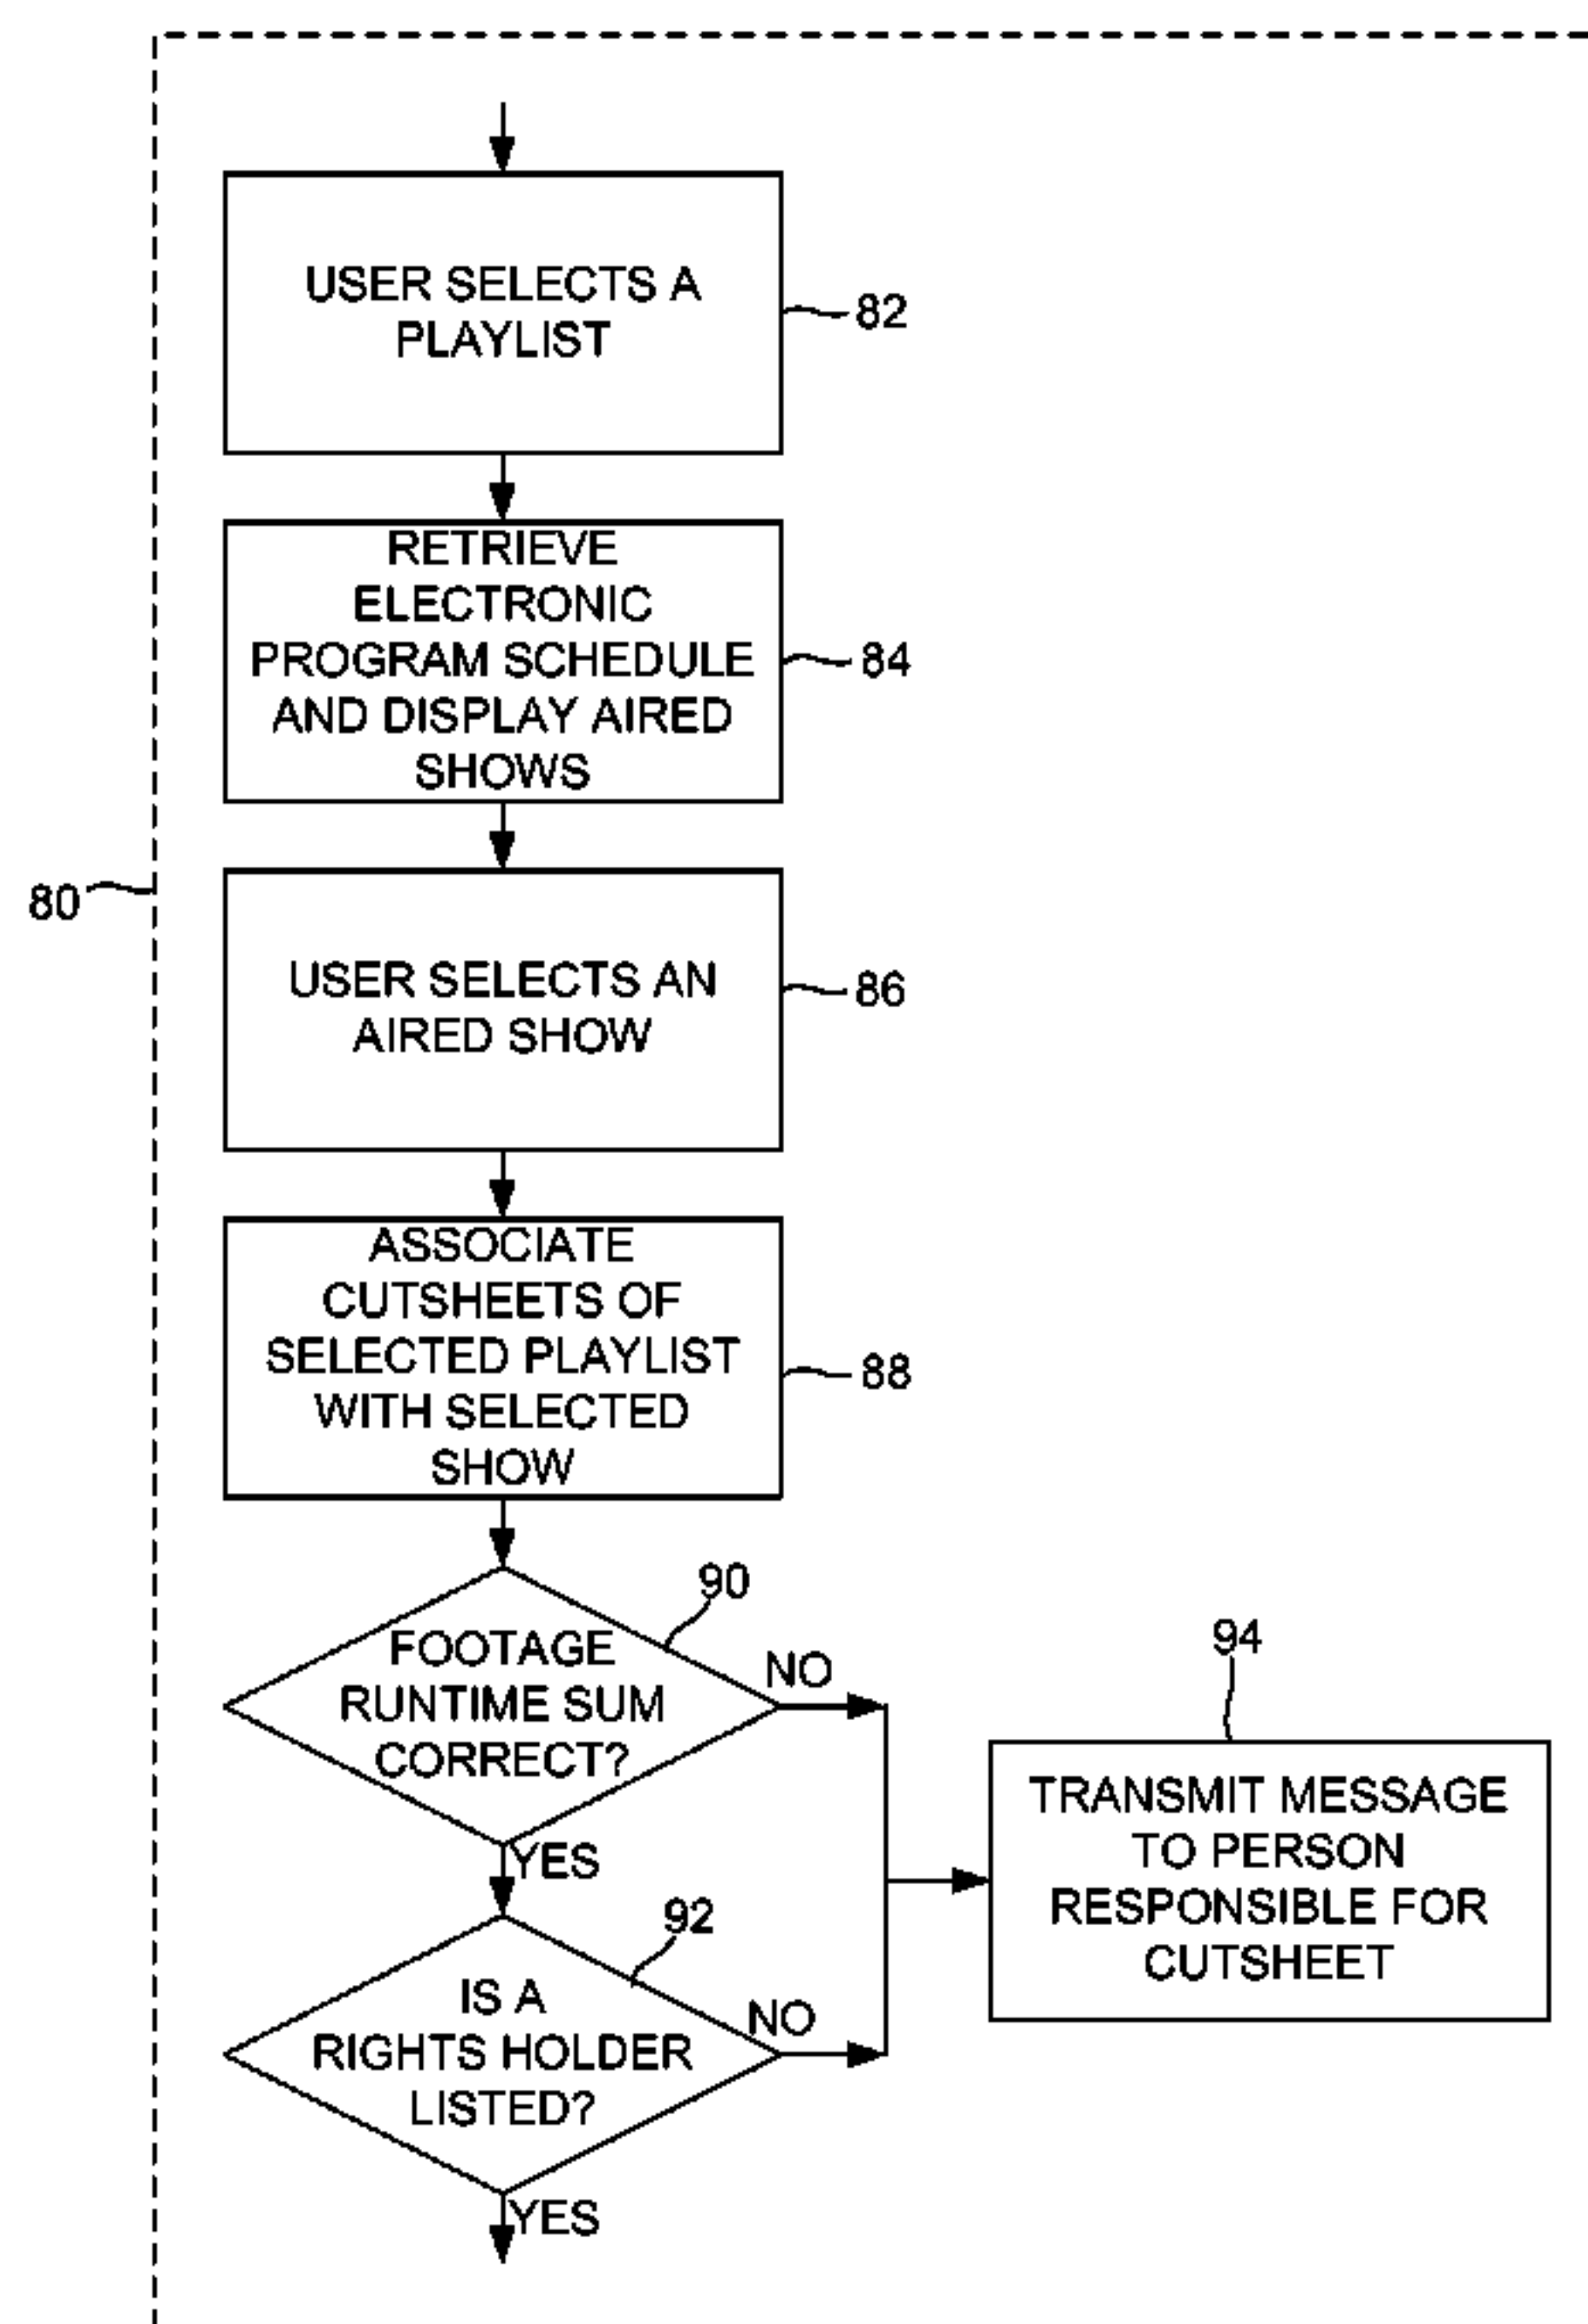 USER SELECTS A
PLAYLIST
82
RETRIEVE
ELECTRONIC
PROGRAM SCHEDULE
AND DISPLAY AIRED
SHOWS
84
80
USER SELECTS AN
AIRED SHOW
86
ASSOCIATE
CUTSHEETS OF
SELECTED PLAYLIST
WITH SELECTED
SHOW
88
90
FOOTAGE
RUNTIME SUM
CORRECT?
NO
YES
94
TRANSMIT MESSAGE
TO PERSON
RESPONSIBLE FOR
CUTSHEET
92
IS A
RIGHTS HOLDER
LISTED?
NO
YES